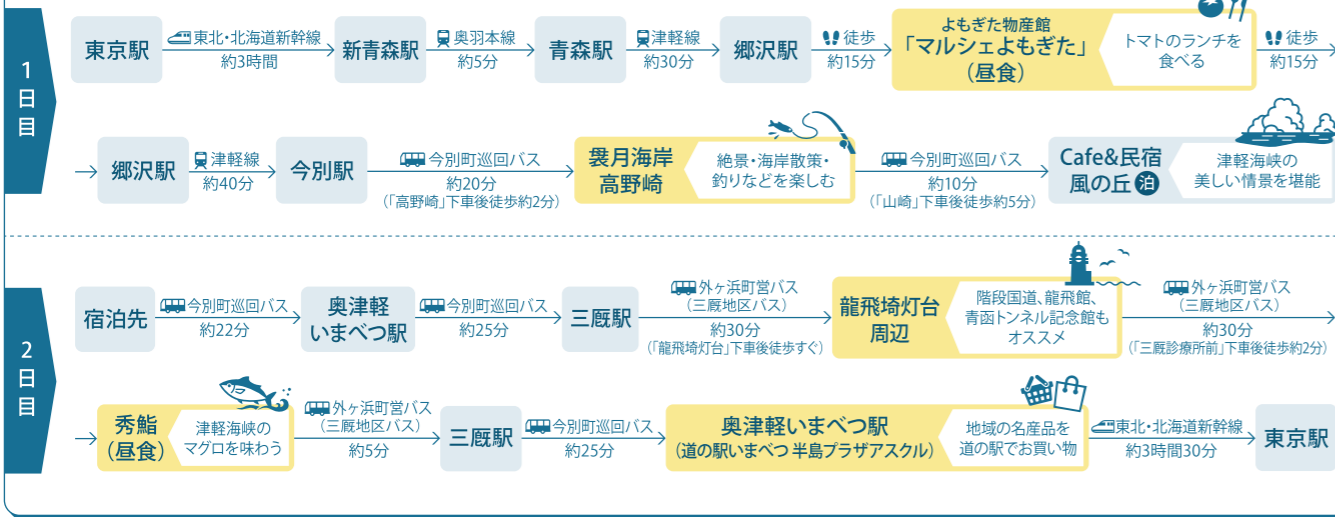 1日目
東京駅
東北・北海道新幹線
約3時間
新青森駅
奥羽本線
約5分
青森駅
津軽線
約30分
郷沢駅
徒歩
約15分
よもぎた物産館
「マルシェよもぎた」
(昼食)
トマトのランチを
食べる
徒歩
約15分
郷沢駅
津軽線
約40分
今別駅
今別町巡回バス
約20分
(「高野崎」下車後徒歩約2分)
袰月海岸
高野崎
絶景・海岸散策・
釣りなどを楽しむ
今別町巡回バス
約10分
(「山崎」下車後徒歩約5分)
Cafe&民宿
風の丘 泊
津軽海峡の
美しい情景を堪能
2日目
宿泊先
今別町巡回バス
約22分
奥津軽
いまべつ駅
今別町巡回バス
約25分
三厩駅
外ヶ浜町営バス
(三厩地区バス)
約30分
(「龍飛埼灯台」下車後徒歩すぐ)
龍飛埼灯台
周辺
階段国道、龍飛館、
青函トンネル記念館も
オススメ
外ヶ浜町営バス
(三厩地区バス)
約30分
(「三厩診療所前」下車後徒歩約2分)
秀鮨
(昼食)
津軽海峡の
マグロを味わう
外ヶ浜町営バス
(三厩地区バス)
約5分
三厩駅
今別町巡回バス
約25分
奥津軽いまべつ駅
(道の駅いまべつ 半島プラザアスクル)
地域の名産品を
道の駅でお買い物
東北・北海道新幹線
約3時間30分
東京駅